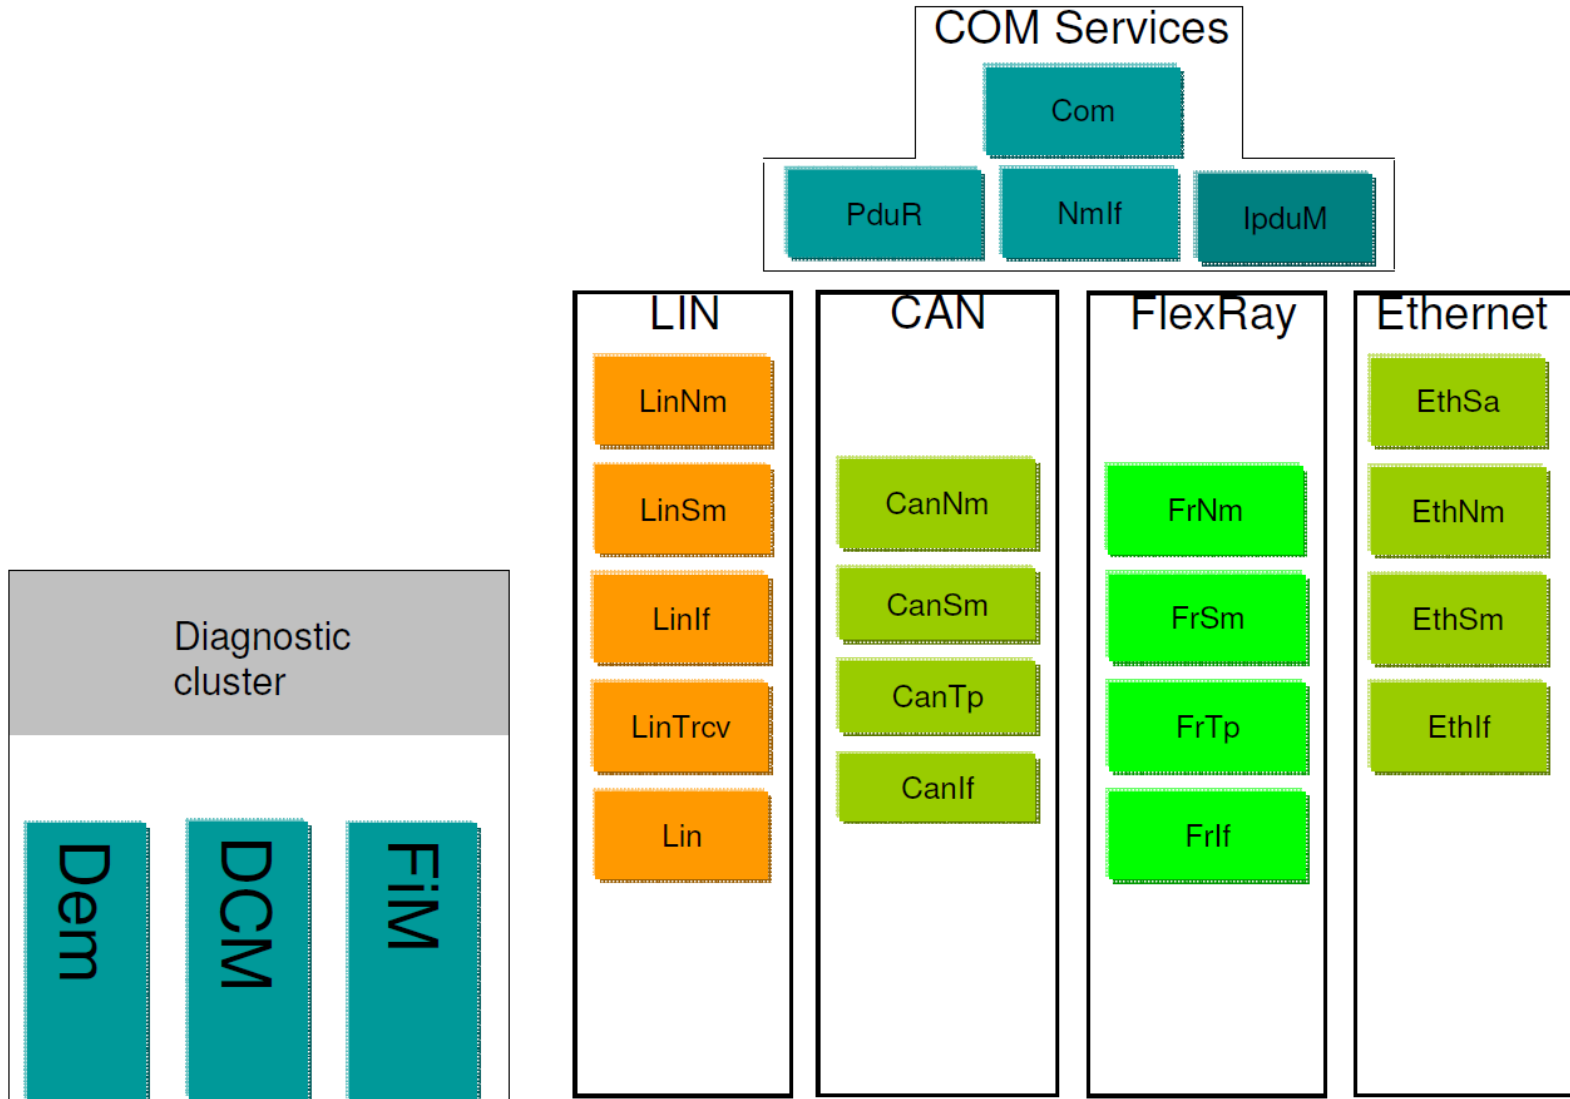 COM Services
Com
PduR
NmIf
IpduM
LIN
LinNm
LinSm
LinIf
LinTrcv
Lin
CAN
CanNm
CanSm
CanTp
CanIf
FlexRay
FrNm
FrSm
FrTp
FrIf
Ethernet
EthSa
EthNm
EthSm
EthIf
Diagnostic
cluster
Dem
DCM
FiM